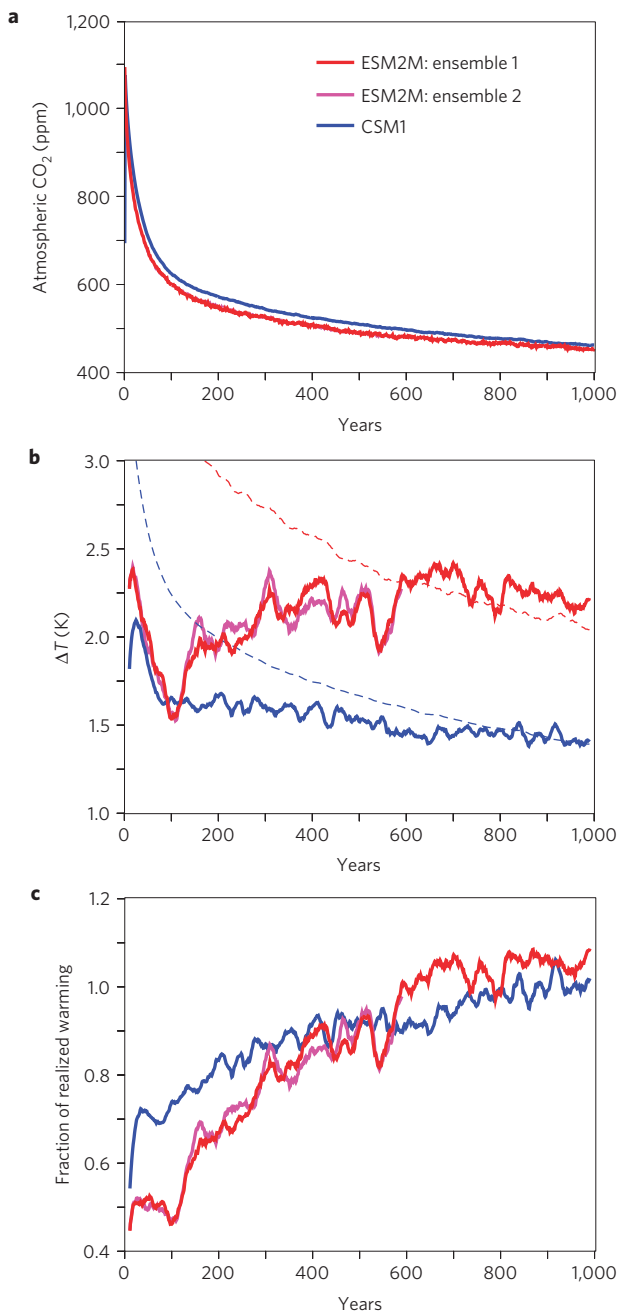 a
1,200
1,000
800
600
400
Atmospheric CO₂ (ppm)
ESM2M: ensemble 1
ESM2M: ensemble 2
CSM1
0 200 400 600 800 1,000
Years
b
3.0
2.5
2.0
1.5
1.0
ΔT (K)
0 200 400 600 800 1,000
Years
c
1.2
1.0
0.8
0.6
0.4
Fraction of realized warming
0 200 400 600 800 1,000
Years